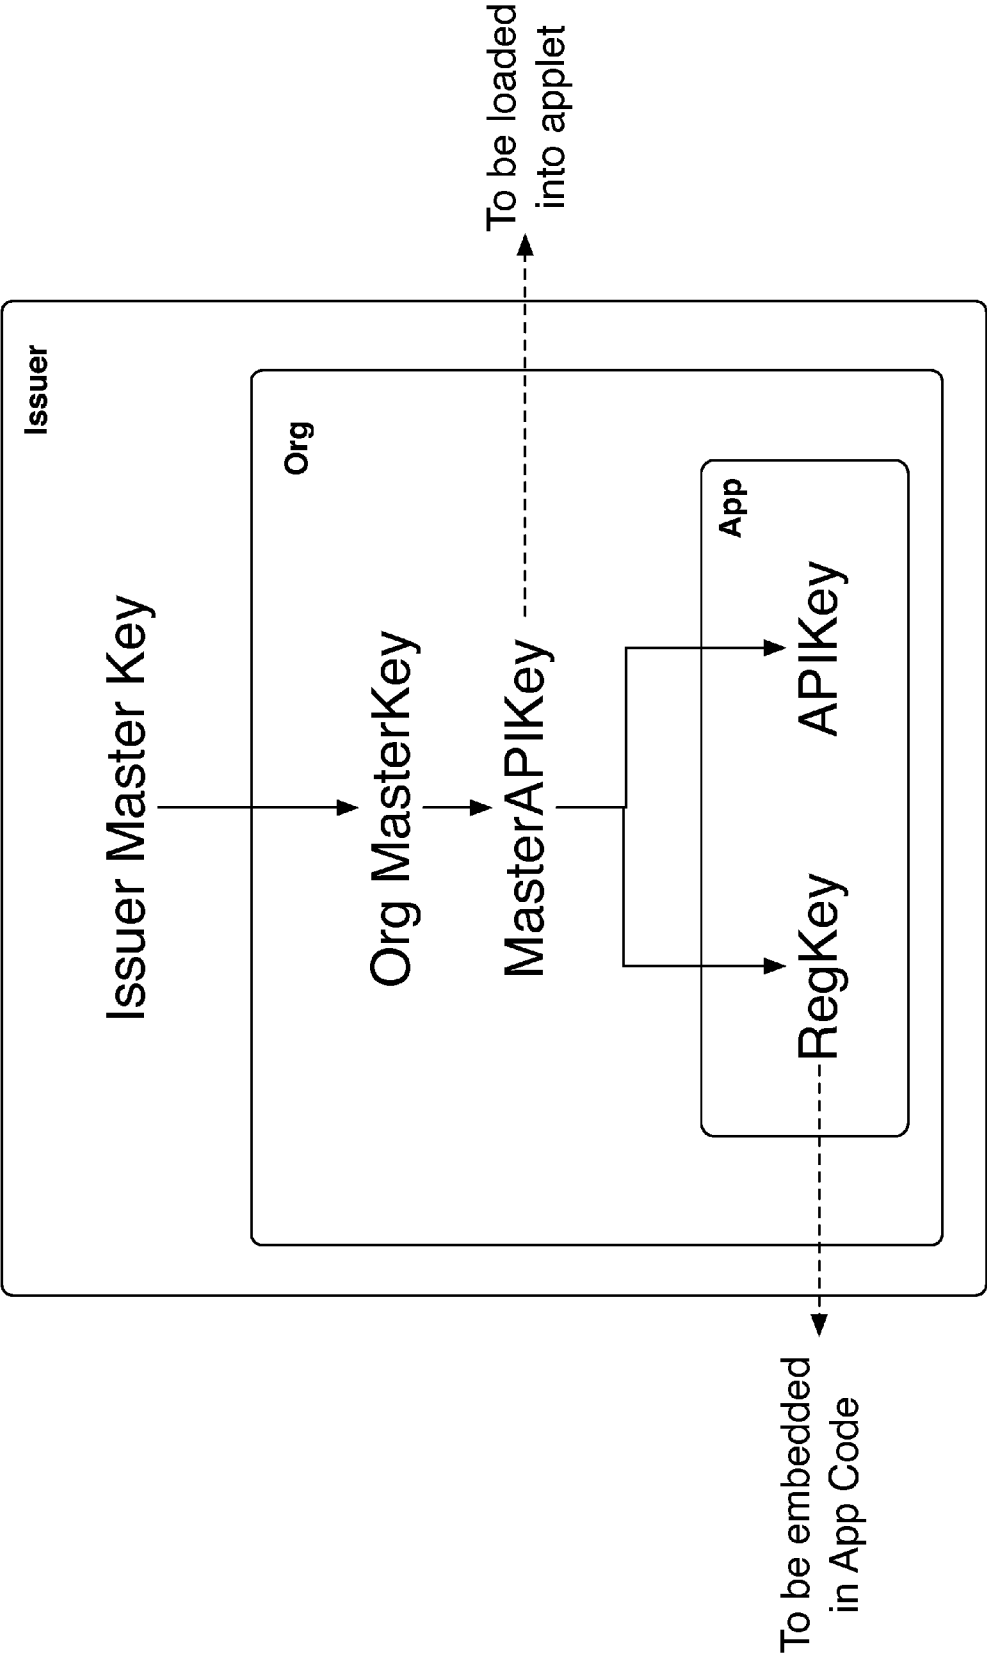 Issuer
Issuer Master Key
Org
Org MasterKey
MasterAPIKey
To be loaded
into applet
App
RegKey
APIKey
To be embedded
in App Code